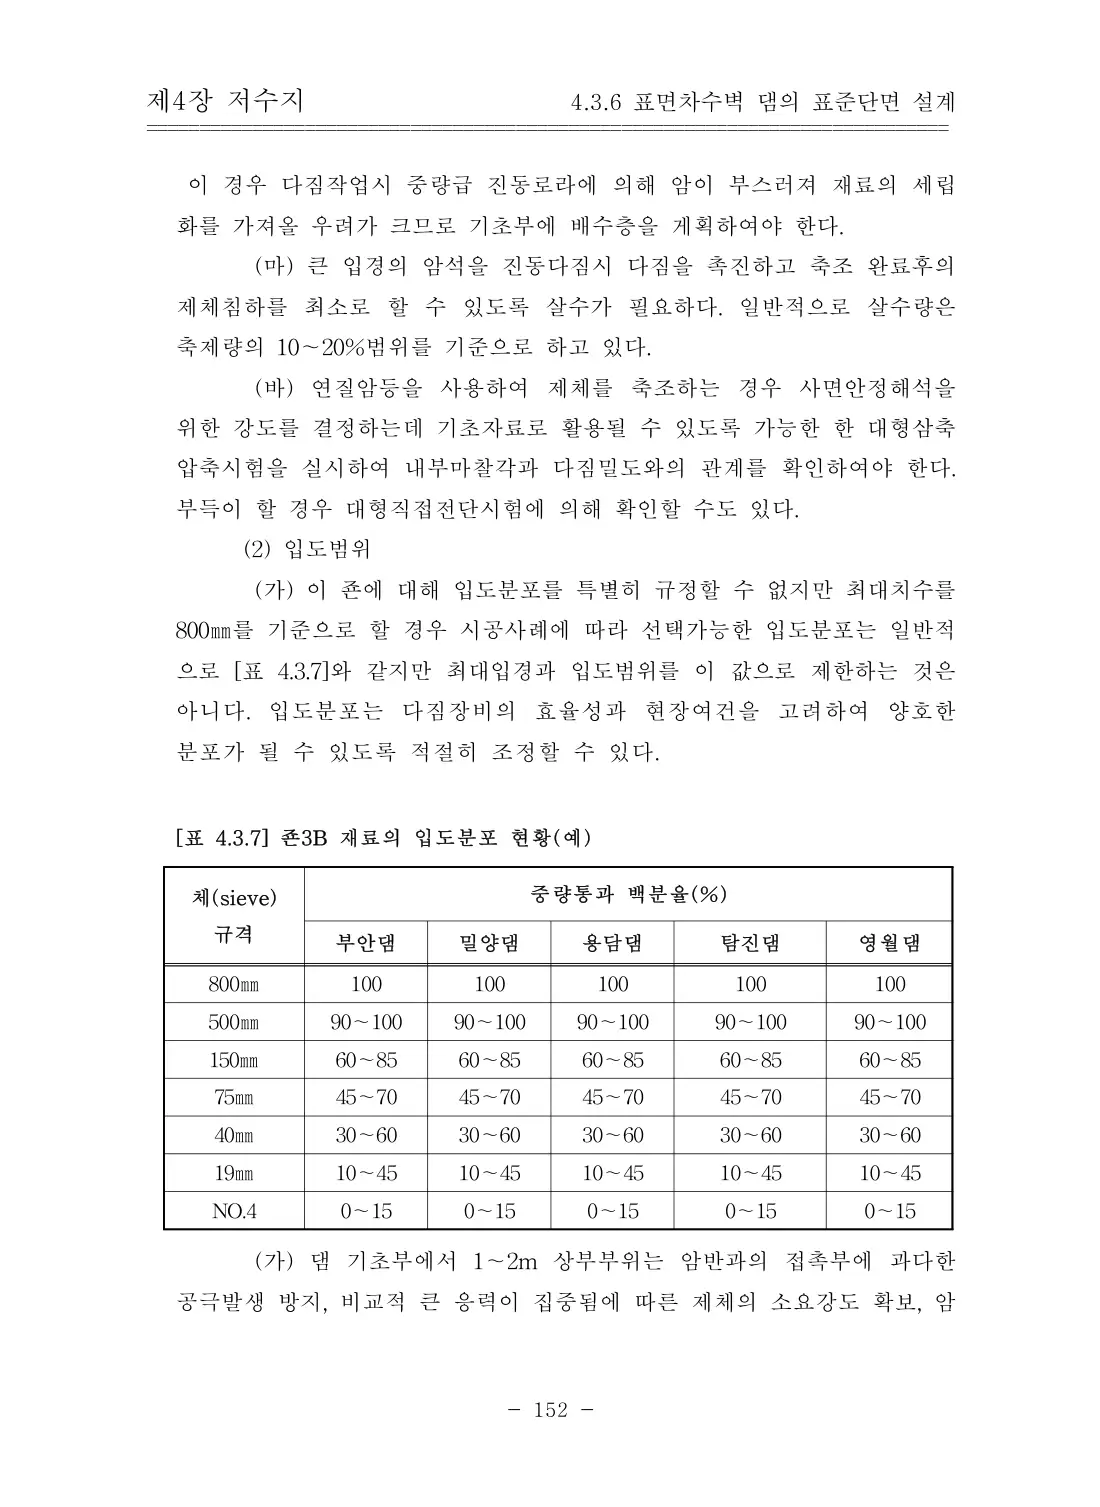 제4장 저수지 4.3.6 표면차수벽 댐의 표준단면 설계
이 경우 다짐작업시 중량급 진동로라에 의해 암이 부스러져 재료의 세립
화를 가져올 우려가 크므로 기초부에 배수층을 계획하여야 한다.
(마) 큰 입경의 암석을 진동다짐시 다짐을 촉진하고 축조 완료후의
제체침하를 최소로 할 수 있도록 살수가 필요하다. 일반적으로 살수량은
축제량의 10~20%범위를 기준으로 하고 있다.
(바) 연질암등을 사용하여 제체를 축조하는 경우 사면안정해석을
위한 강도를 결정하는데 기초자료로 활용될 수 있도록 가능한 한 대형삼축
압축시험을 실시하여 내부마찰각과 다짐밀도와의 관계를 확인하여야 한다.
부득이 할 경우 대형직접전단시험에 의해 확인할 수도 있다.
(2) 입도범위
(가) 이 죤에 대해 입도분포를 특별히 규정할 수 없지만 최대치수를
800㎜를 기준으로 할 경우 시공사례에 따라 선택가능한 입도분포는 일반적
으로 [표 4.3.7]와 같지만 최대입경과 입도범위를 이 값으로 제한하는 것은
아니다. 입도분포는 다짐장비의 효율성과 현장여건을 고려하여 양호한
분포가 될 수 있도록 적절히 조정할 수 있다.
[표 4.3.7] 죤3B 재료의 입도분포 현황(예)
체(sieve) 규격 중량통과 백분율(%)
부안댐 밀양댐 용담댐 탐진댐 영월댐
800㎜ 100 100 100 100 100
500㎜ 90~100 90~100 90~100 90~100 90~100
150㎜ 60~85 60~85 60~85 60~85 60~85
75㎜ 45~70 45~70 45~70 45~70 45~70
40㎜ 30~60 30~60 30~60 30~60 30~60
19㎜ 10~45 10~45 10~45 10~45 10~45
NO.4 0~15 0~15 0~15 0~15 0~15
(가) 댐 기초부에서 1~2m 상부부위는 암반과의 접촉부에 과다한
공극발생 방지, 비교적 큰 응력이 집중됨에 따른 제체의 소요강도 확보, 암
- 152 -